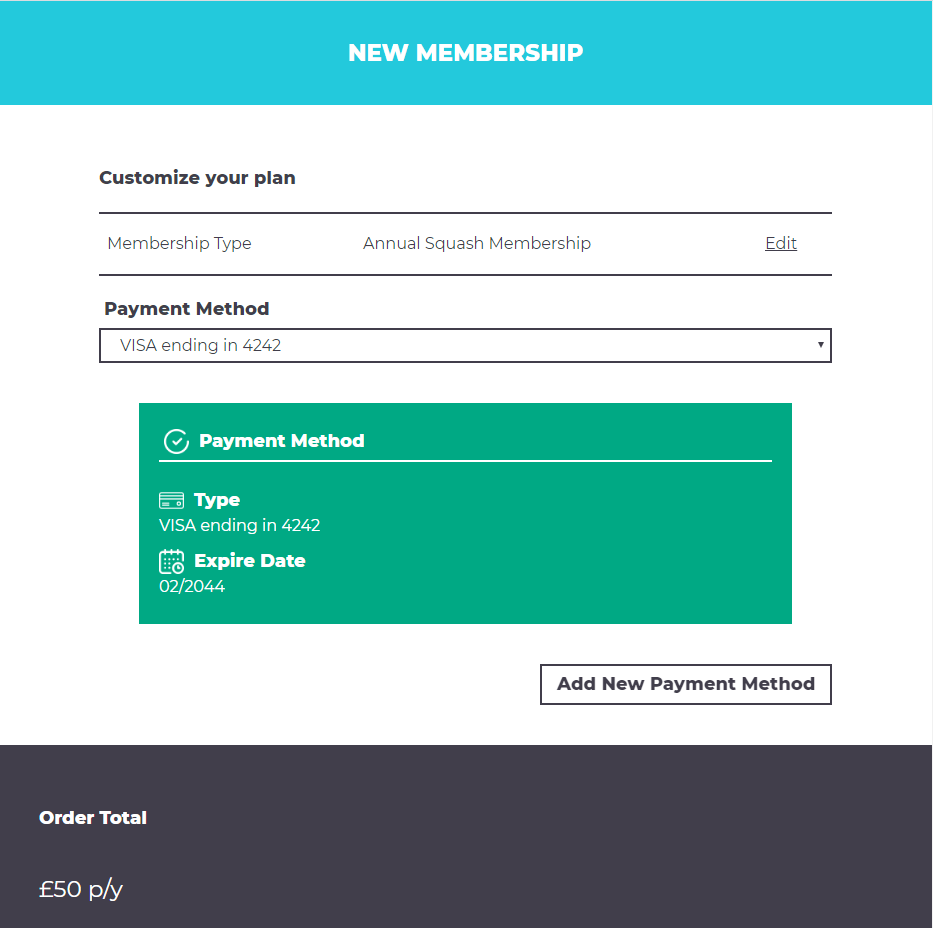 NEW MEMBERSHIP
Customize your plan
Membership Type Annual Squash Membership Edit
Payment Method
VISA ending in 4242
Payment Method
Type
VISA ending in 4242
Expire Date
02/2044
Add New Payment Method
Order Total
£50 p/y